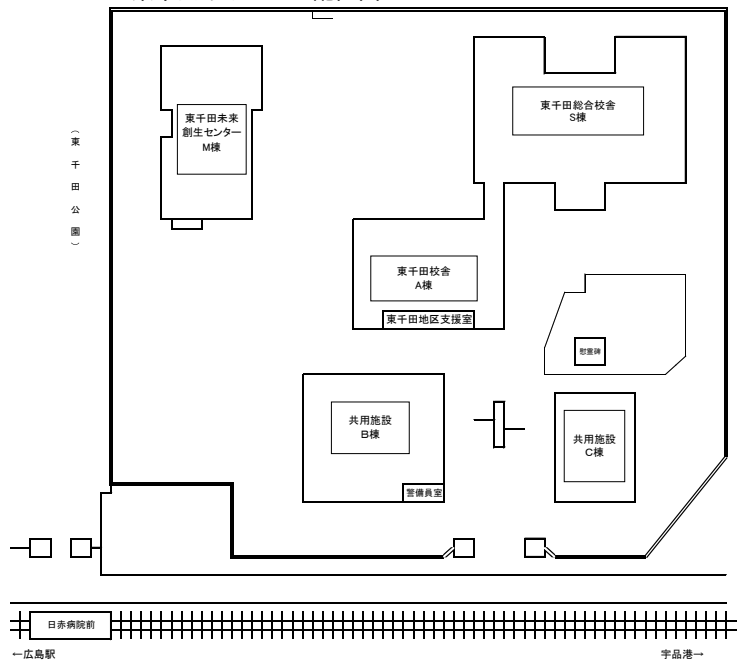 東千田未来
創生センター
M棟
東千田総合校舎
S棟
（東千田公園）
東千田校舎
A棟
東千田地区支援室
慰霊碑
共用施設
B棟
共用施設
C棟
警備員室
日赤病院前
←広島駅
宇品港→